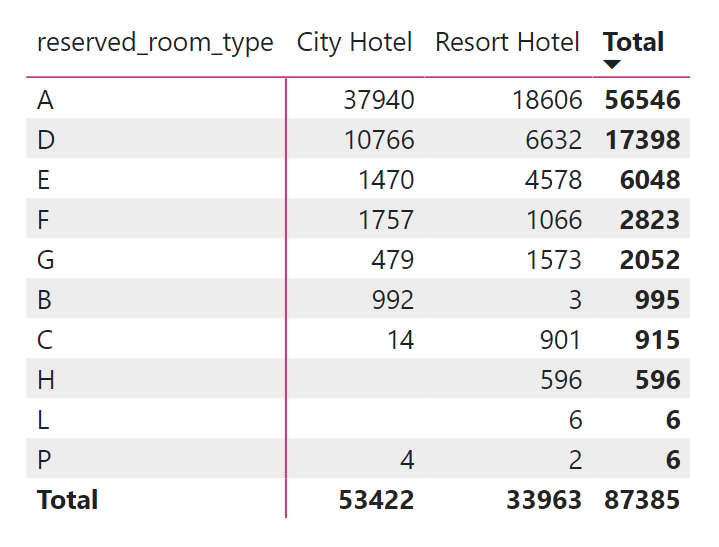 reserved_room_type City Hotel Resort Hotel Total
A 37940 18606 56546
D 10766 6632 17398
E 1470 4578 6048
F 1757 1066 2823
G 479 1573 2052
B 992 3 995
C 14 901 915
H 596 596
L 6 6
P 4 2 6
Total 53422 33963 87385